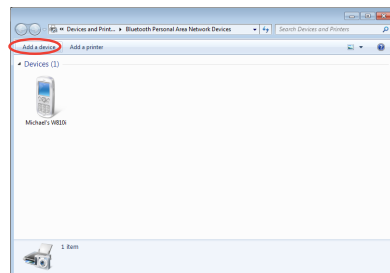 « Devices and Print... ▸ Bluetooth Personal Area Network Devices
Search Devices and Printers
Add a device Add a printer
Devices (1)
Michael's W810i
1 item